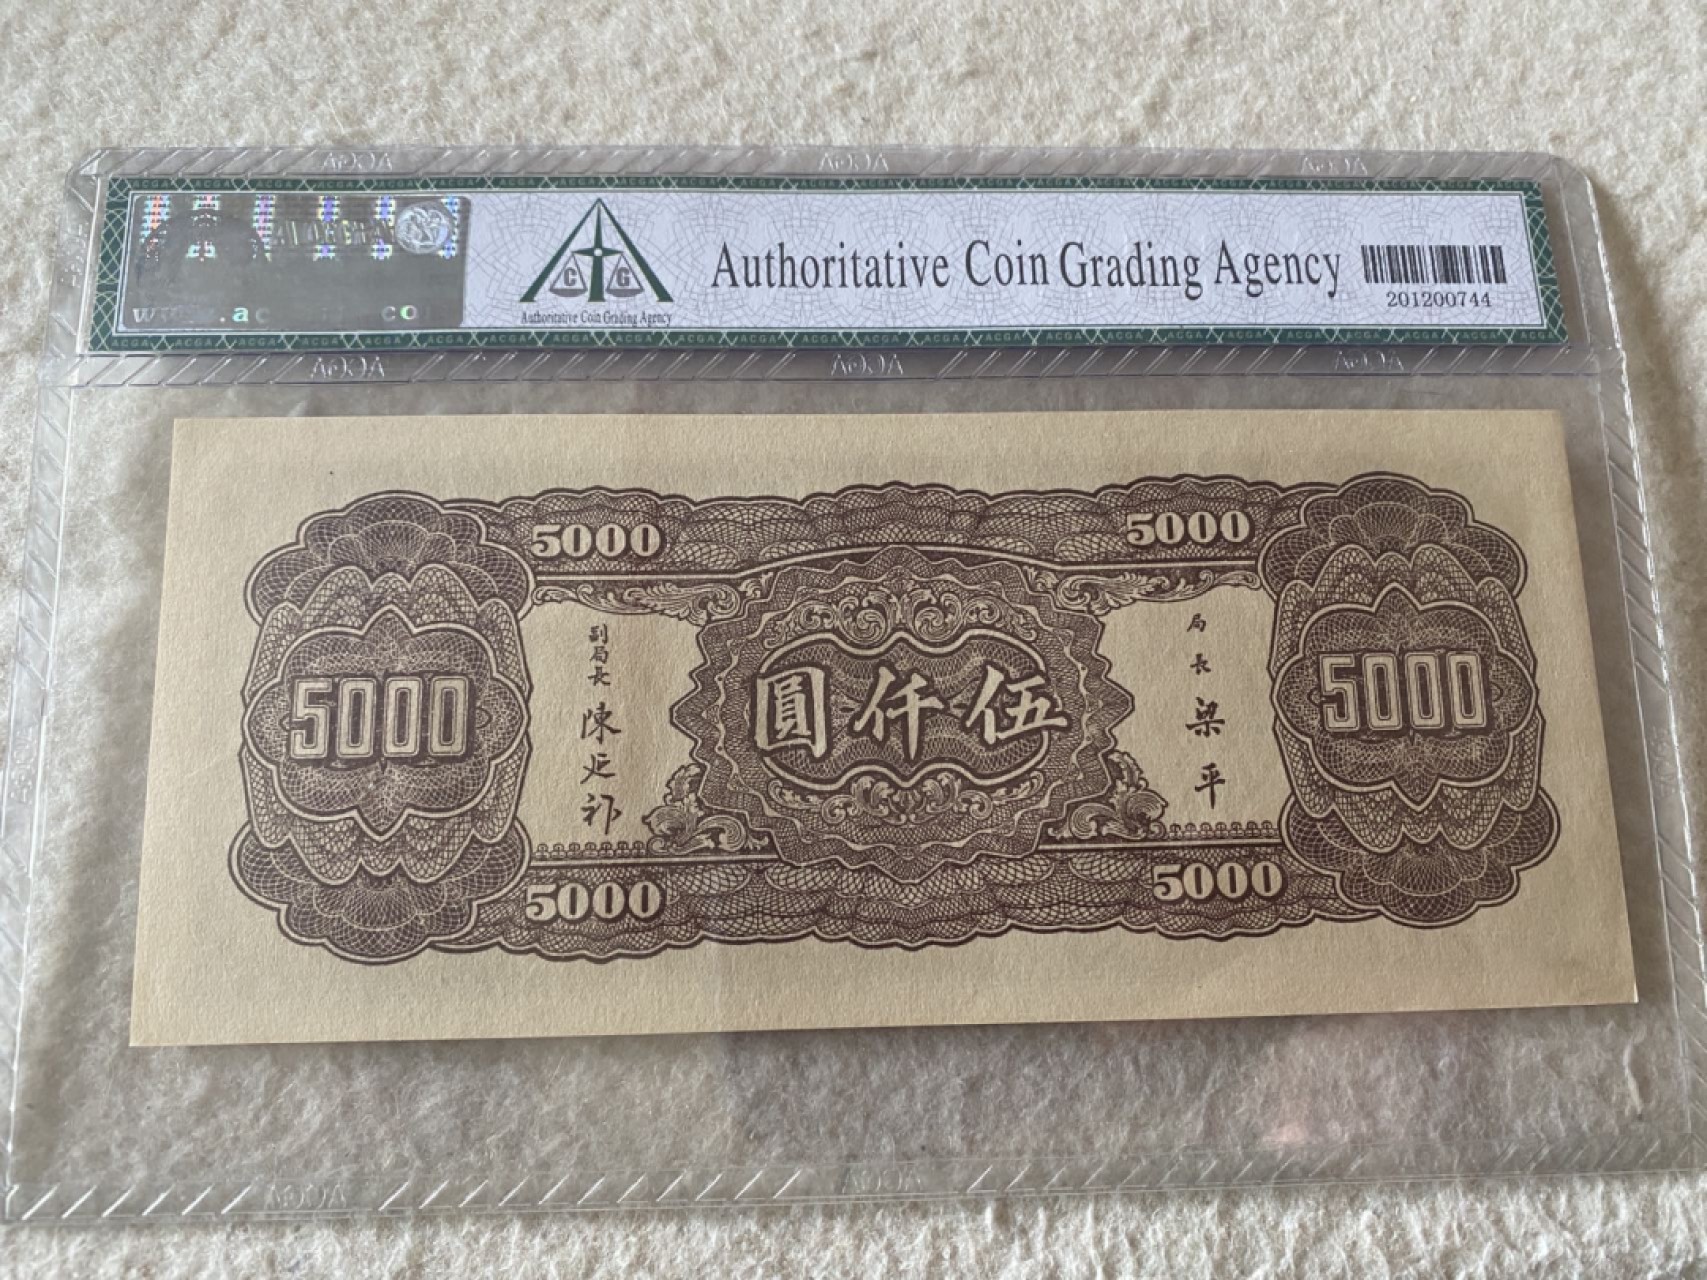 Authoritative Coin Grading Agency
C G
Authoritative Coin Grading Agency
201200744
5000
5000
5000
圓仟伍
5000
副局長 陳延祚
局長 梁平
5000
5000